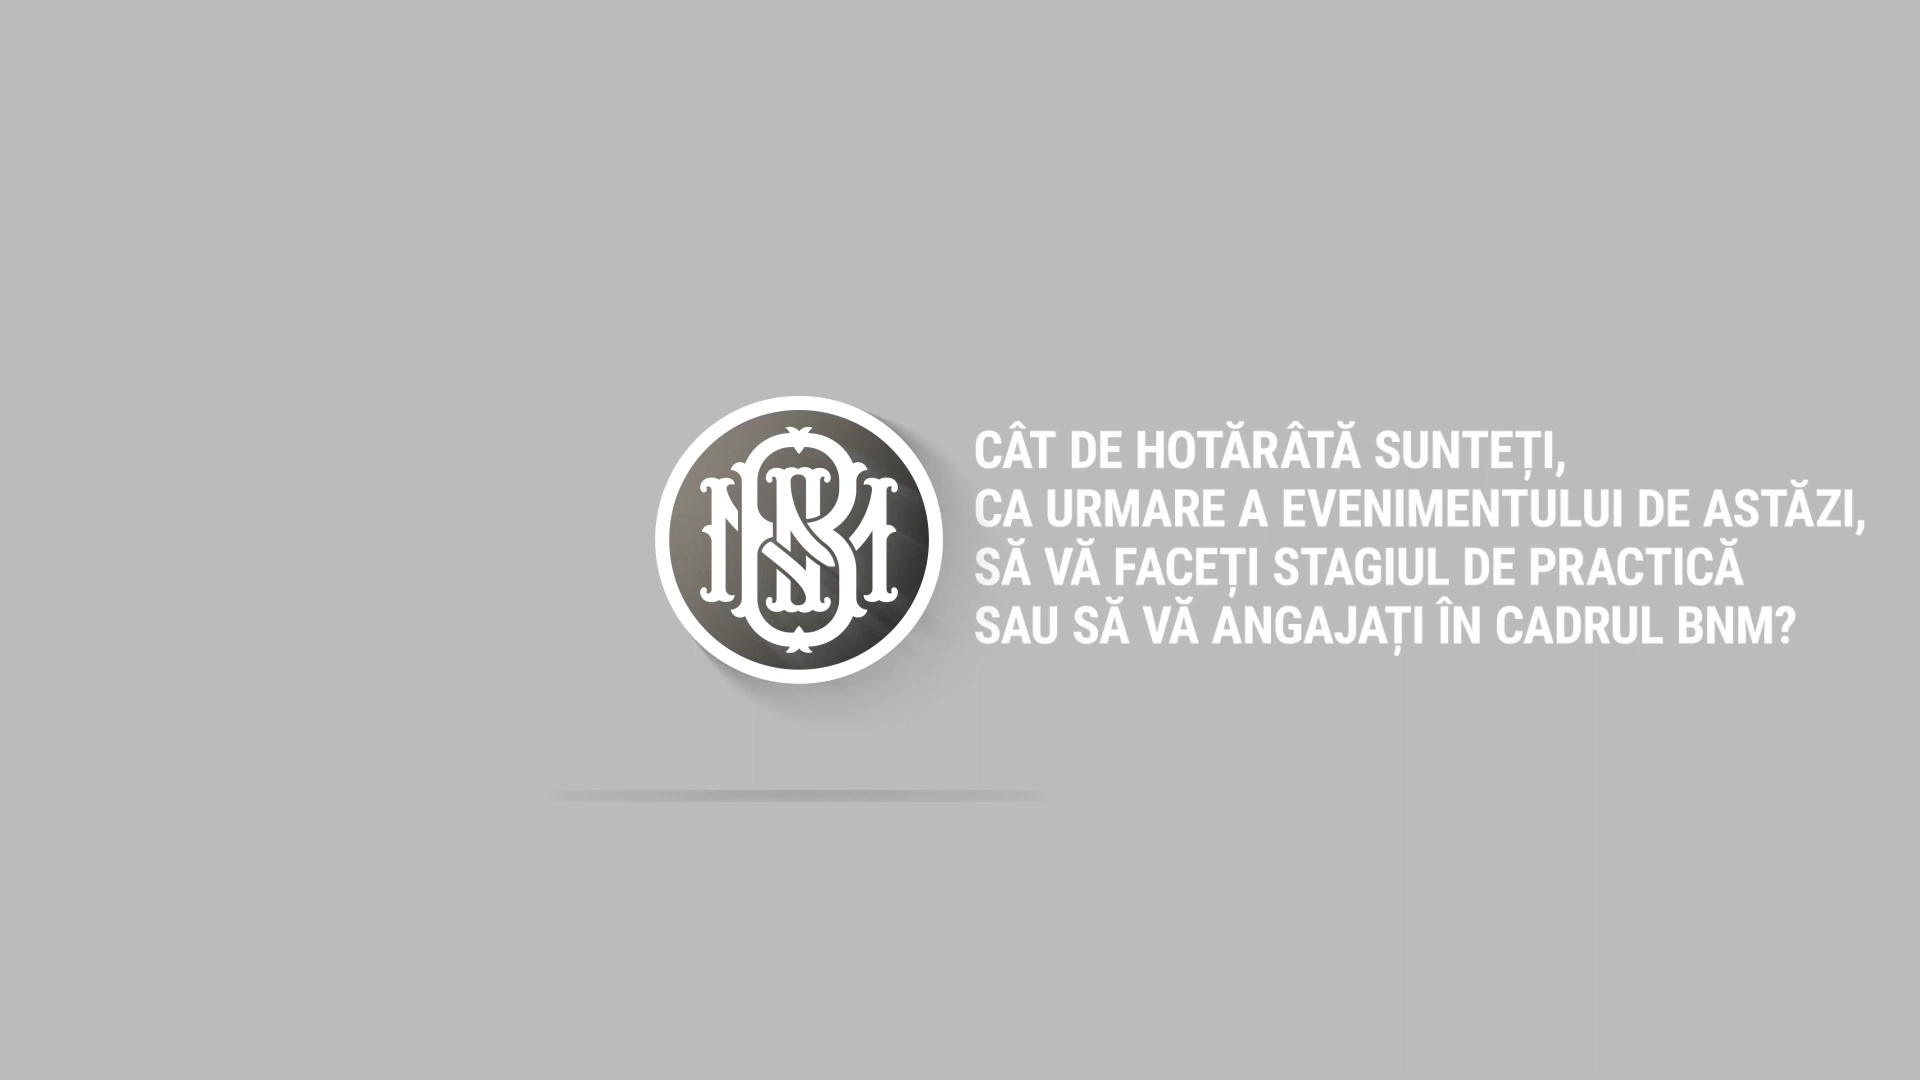 BNM
CÂT DE HOTĂRÂTĂ SUNTEȚI,
CA URMARE A EVENIMENTULUI DE ASTĂZI,
SĂ VĂ FACEȚI STAGIUL DE PRACTICĂ
SAU SĂ VĂ ANGAJAȚI ÎN CADRUL BNM?